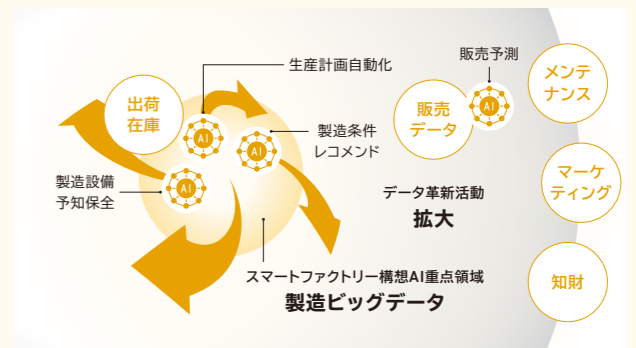 生産計画自動化
販売予測
メンテ
ナンス
出荷
在庫
AI
販売
データ
AI
製造条件
レコメンド
AI
製造設備
予知保全
AI
マーケ
ティング
データ革新活動
拡大
スマートファクトリー構想AI重点領域
製造ビッグデータ
知財